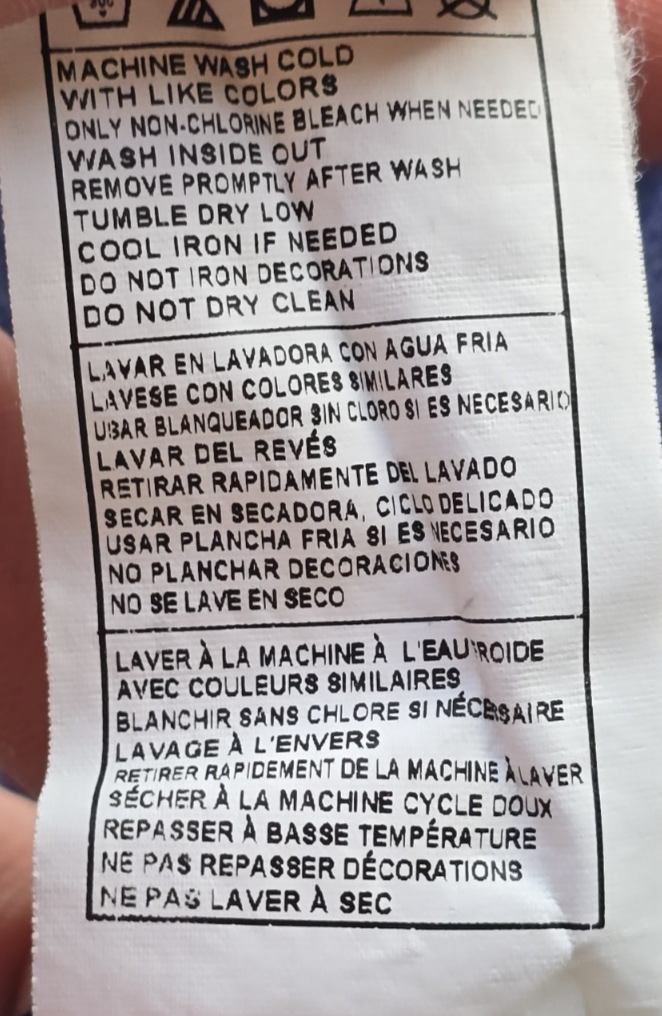 MACHINE WASH COLD
WITH LIKE COLORS
ONLY NON-CHLORINE BLEACH WHEN NEEDED
WASH INSIDE OUT
REMOVE PROMPTLY AFTER WASH
TUMBLE DRY LOW
COOL IRON IF NEEDED
DO NOT IRON DECORATIONS
DO NOT DRY CLEAN
LAVAR EN LAVADORA CON AGUA FRIA
LAVESE CON COLORES SIMILARES
USAR BLANQUEADOR SIN CLORO SI ES NECESARIO
LAVAR DEL REVÉS
RETIRAR RAPIDAMENTE DEL LAVADO
SECAR EN SECADORA, CICLO DELICADO
USAR PLANCHA FRIA SI ES NECESARIO
NO PLANCHAR DECORACIONES
NO SE LAVE EN SECO
LAVER À LA MACHINE À L'EAU FROIDE
AVEC COULEURS SIMILAIRES
BLANCHIR SANS CHLORE SI NÉCESSAIRE
LAVAGE À L'ENVERS
RETIRER RAPIDEMENT DE LA MACHINE À LAVER
SÉCHER À LA MACHINE CYCLE DOUX
REPASSER À BASSE TEMPÉRATURE
NE PAS REPASSER DÉCORATIONS
NE PAS LAVER À SEC